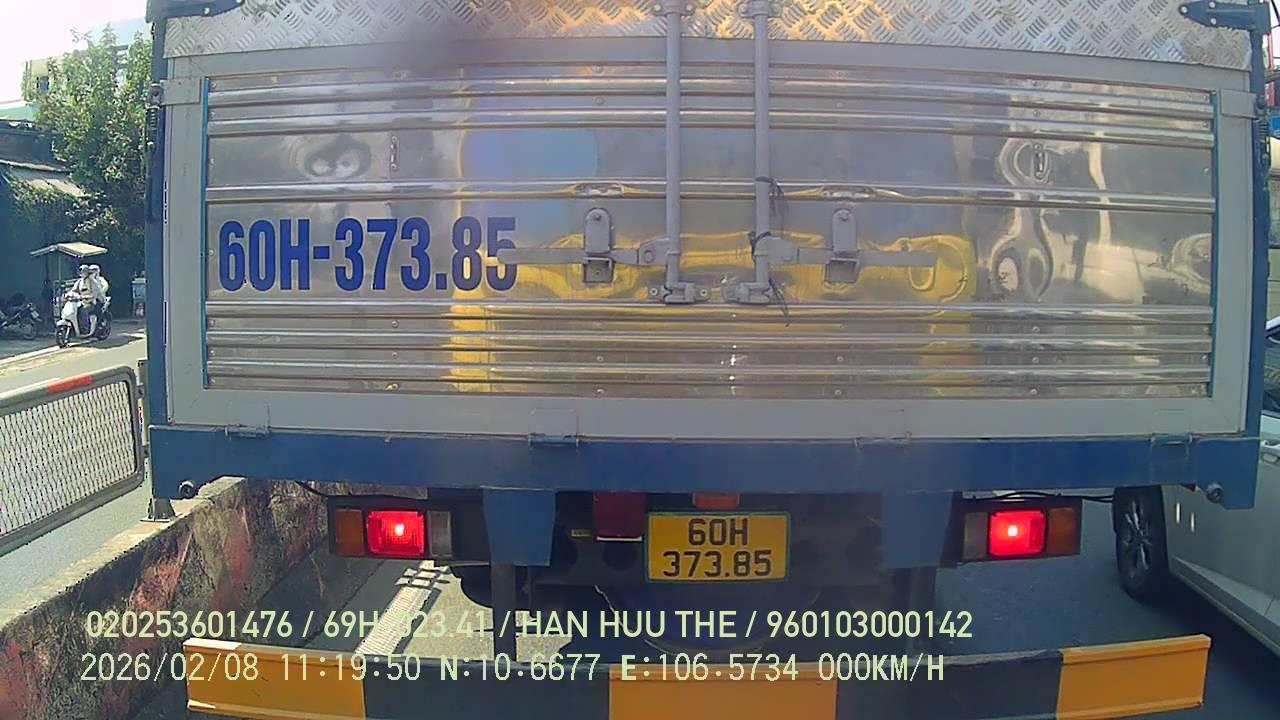 60H-373.85
60H
373.85
020253601476 / 69H-023.41 / HAN HUU THE / 960103000142
2026/02/08 11:19:50 N:10.6677 E:106.5734 000KM/H